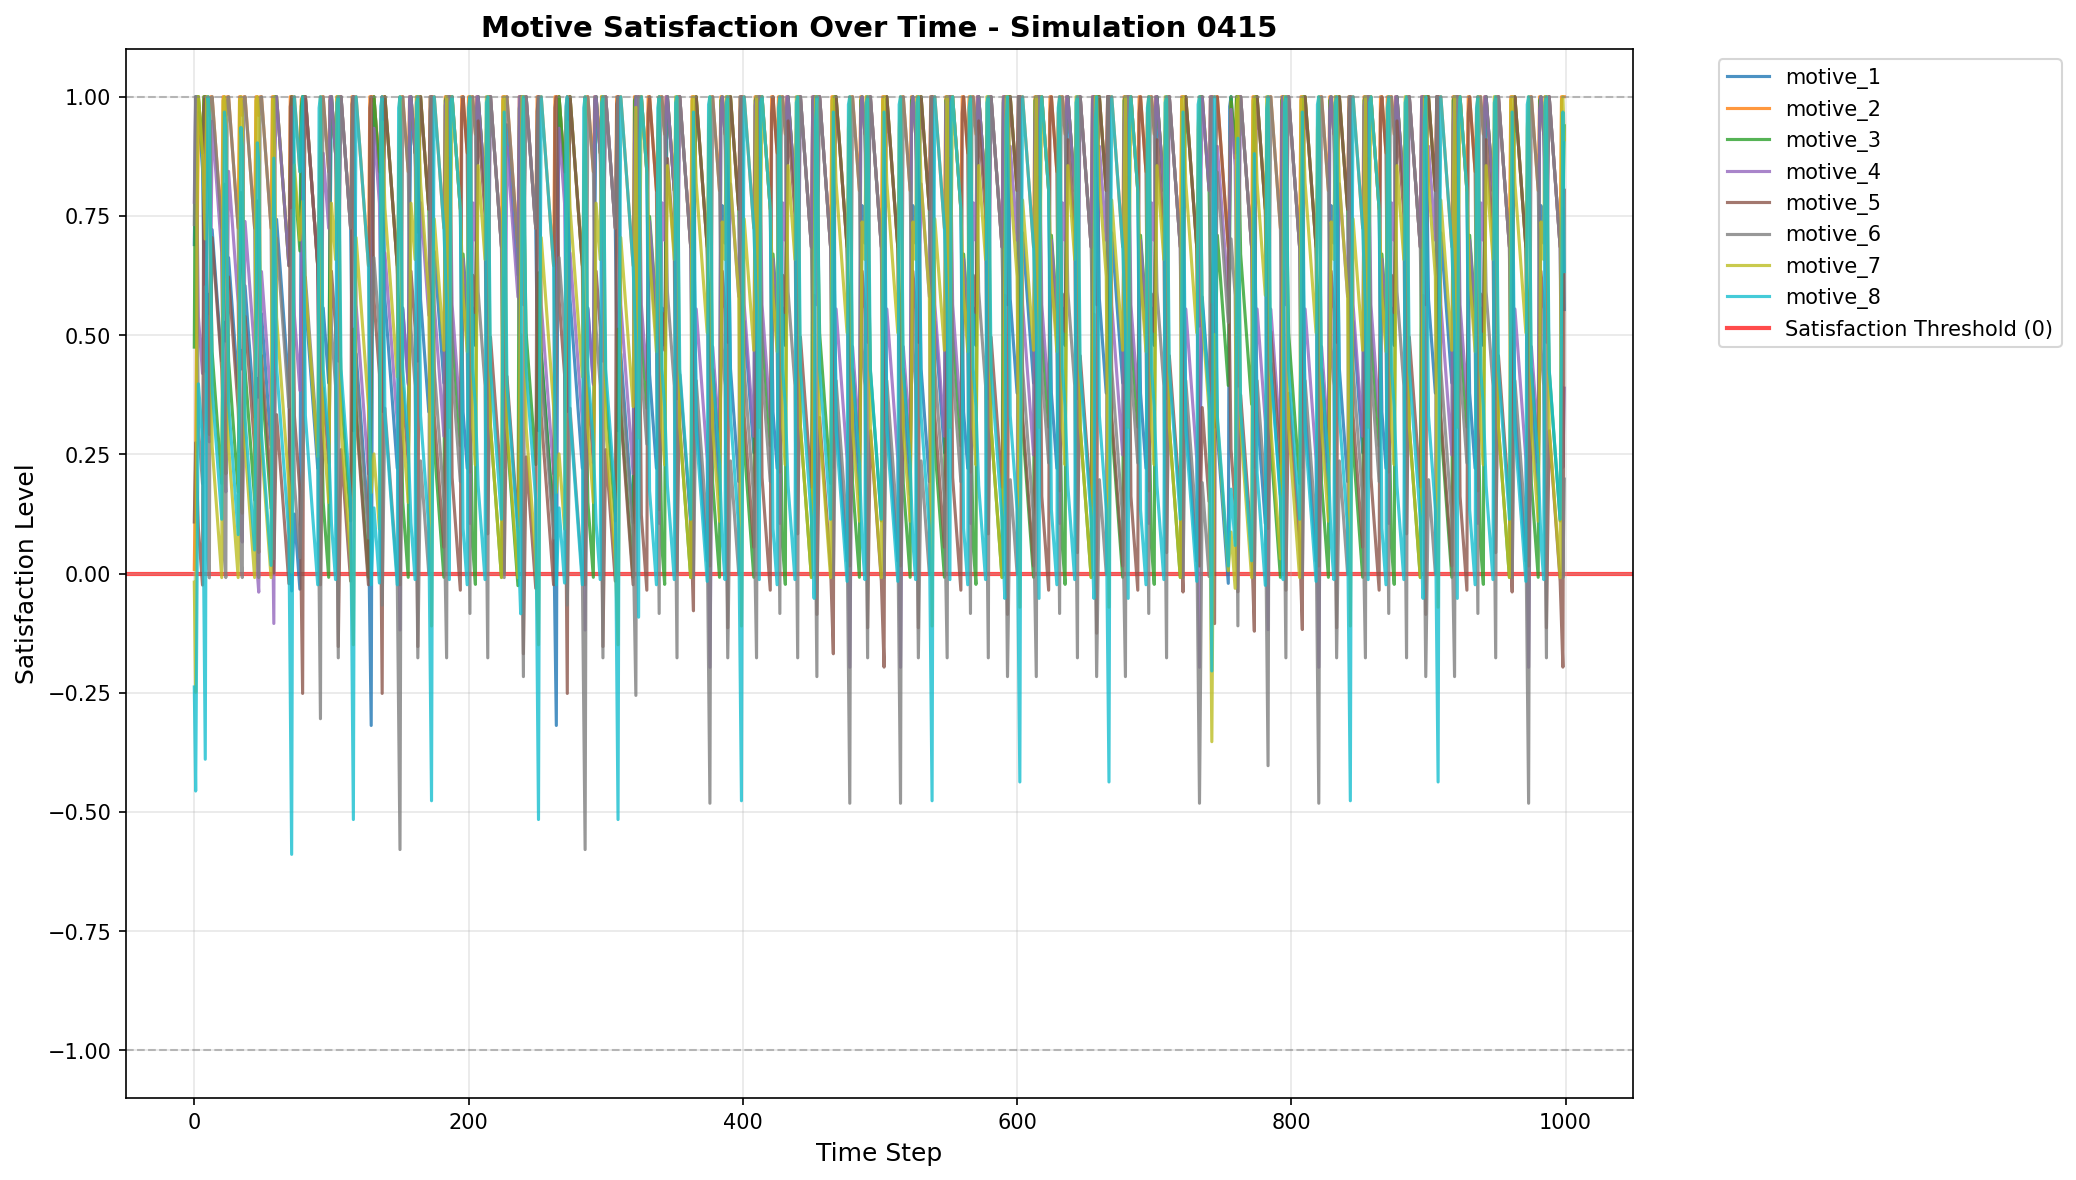 Motive Satisfaction Over Time - Simulation 0415
Satisfaction Level
1.00
0.75
0.50
0.25
0.00
−0.25
−0.50
−0.75
−1.00
0
200
400
600
800
1000
Time Step
motive_1
motive_2
motive_3
motive_4
motive_5
motive_6
motive_7
motive_8
Satisfaction Threshold (0)